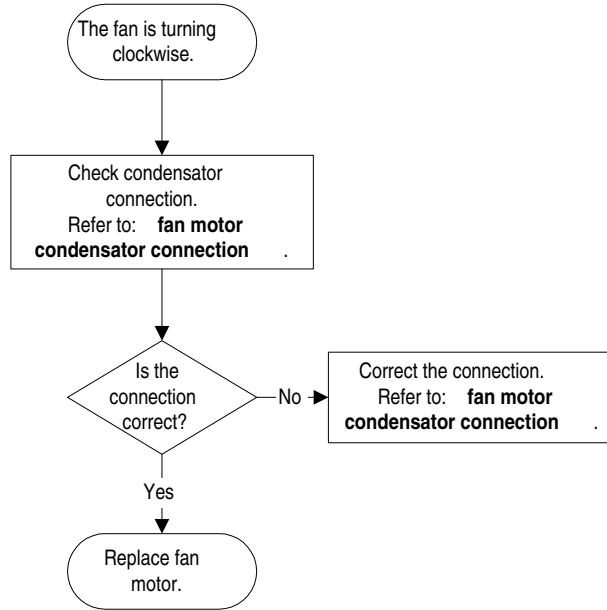 The fan is turning
clockwise.
Check condensator
connection.
Refer to: fan motor
condensator connection .
Is the
connection
correct?
No
Correct the connection.
Refer to: fan motor
condensator connection .
Yes
Replace fan
motor.